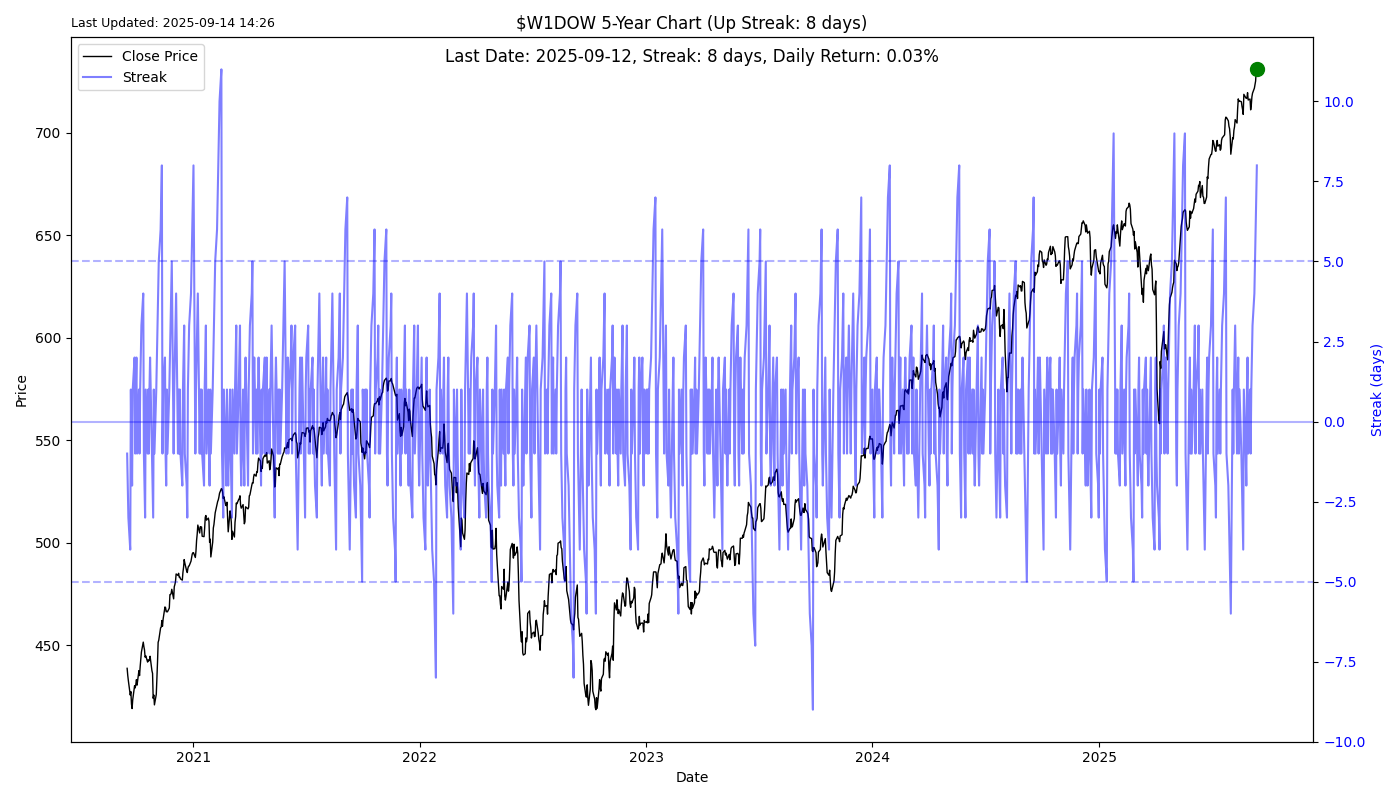 Last Updated: 2025-09-14 14:26
$W1DOW 5-Year Chart (Up Streak: 8 days)
Last Date: 2025-09-12, Streak: 8 days, Daily Return: 0.03%
Close Price
Streak
Price
700
650
600
550
500
450
10.0
7.5
5.0
2.5
0.0
−2.5
−5.0
−7.5
−10.0
Streak (days)
2021
2022
2023
2024
2025
Date